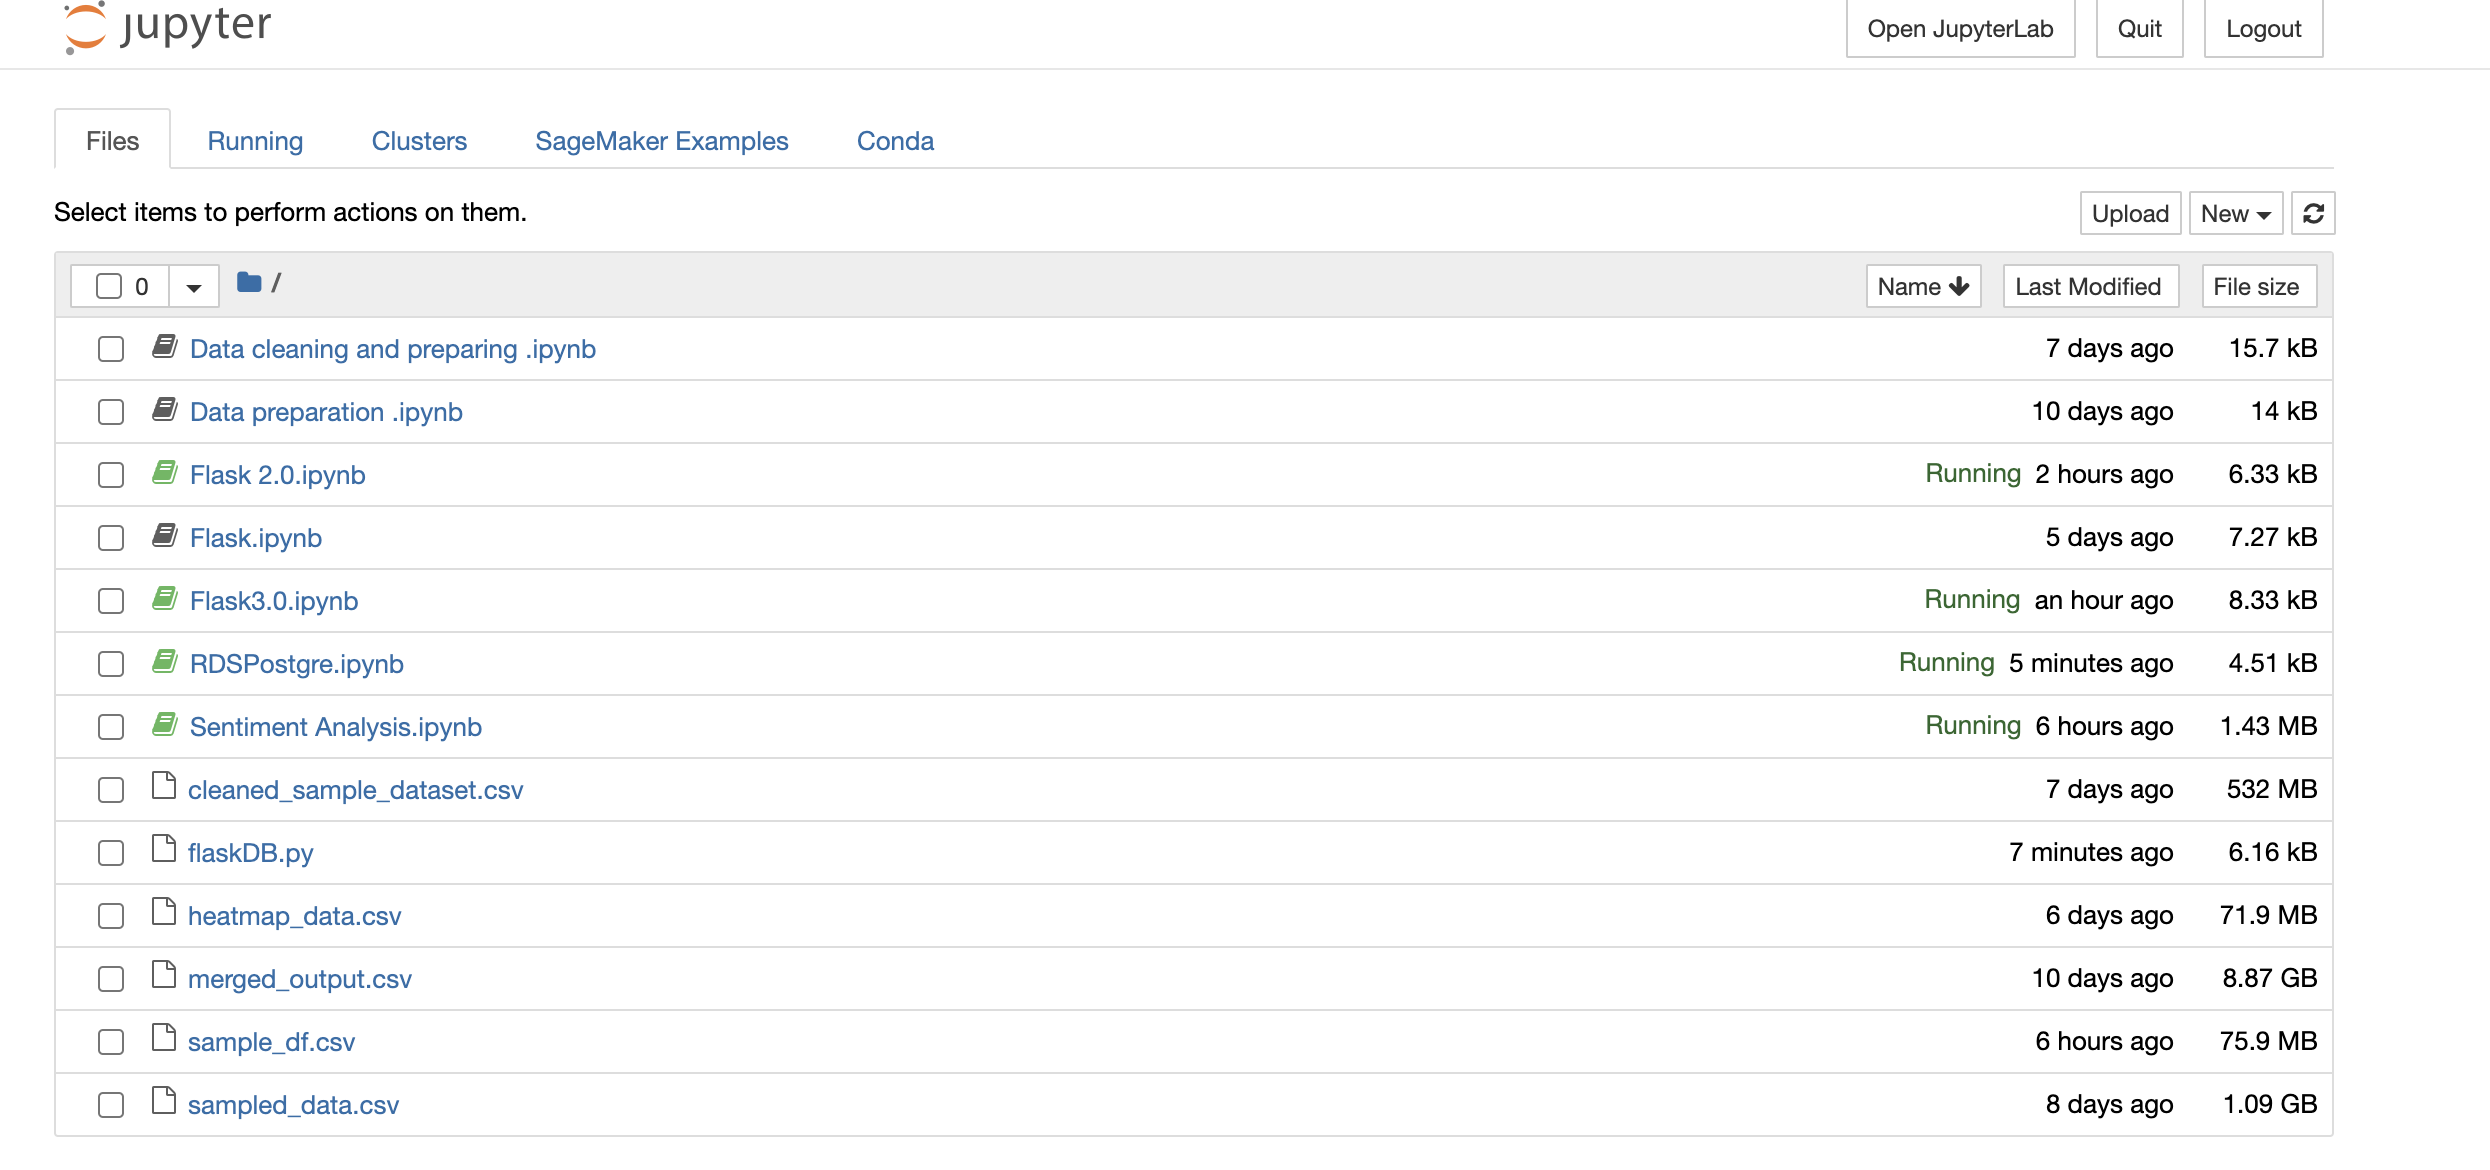 jupyter
Open JupyterLab Quit Logout
Files Running Clusters SageMaker Examples Conda
Select items to perform actions on them.
Upload New
0 / Name Last Modified File size
Data cleaning and preparing .ipynb 7 days ago 15.7 kB
Data preparation .ipynb 10 days ago 14 kB
Flask 2.0.ipynb Running 2 hours ago 6.33 kB
Flask.ipynb 5 days ago 7.27 kB
Flask3.0.ipynb Running an hour ago 8.33 kB
RDSPostgre.ipynb Running 5 minutes ago 4.51 kB
Sentiment Analysis.ipynb Running 6 hours ago 1.43 MB
cleaned_sample_dataset.csv 7 days ago 532 MB
flaskDB.py 7 minutes ago 6.16 kB
heatmap_data.csv 6 days ago 71.9 MB
merged_output.csv 10 days ago 8.87 GB
sample_df.csv 6 hours ago 75.9 MB
sampled_data.csv 8 days ago 1.09 GB